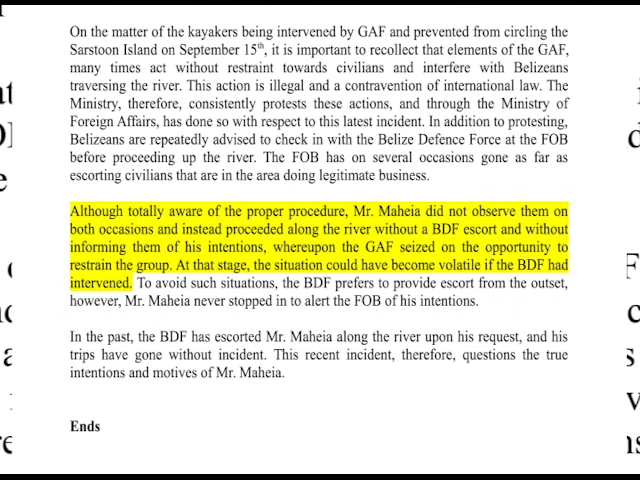 On the matter of the kayakers being intervened by GAF and prevented from circling the
Sarstoon Island on September 15th, it is important to recollect that elements of the GAF,
many times act without restraint towards civilians and interfere with Belizeans
traversing the river. This action is illegal and a contravention of international law. The
Ministry, therefore, consistently protests these actions, and through the Ministry of
Foreign Affairs, has done so with respect to this latest incident. In addition to protesting,
Belizeans are repeatedly advised to check in with the Belize Defence Force at the FOB
before proceeding up the river. The FOB has on several occasions gone as far as
escorting civilians that are in the area doing legitimate business.
Although totally aware of the proper procedure, Mr. Maheia did not observe them on
both occasions and instead proceeded along the river without a BDF escort and without
informing them of his intentions, whereupon the GAF seized on the opportunity to
restrain the group. At that stage, the situation could have become volatile if the BDF had
intervened. To avoid such situations, the BDF prefers to provide escort from the outset,
however, Mr. Maheia never stopped in to alert the FOB of his intentions.
In the past, the BDF has escorted Mr. Maheia along the river upon his request, and his
trips have gone without incident. This recent incident, therefore, questions the true
intentions and motives of Mr. Maheia.
Ends